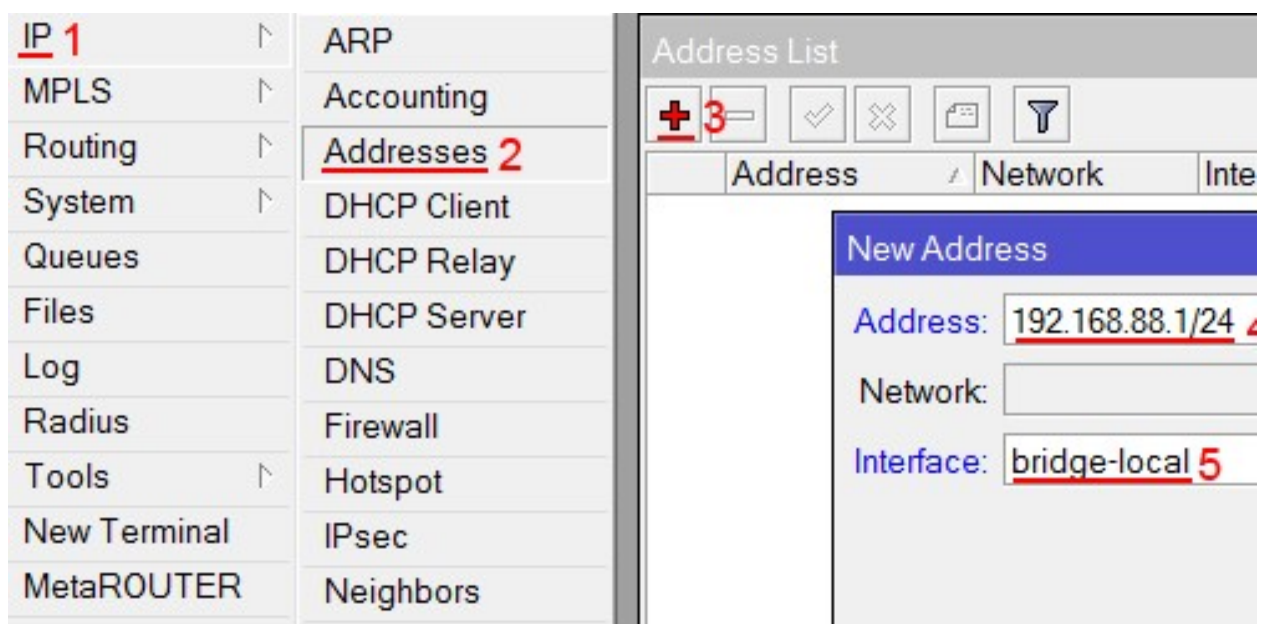 IP 1
MPLS
Routing
System
Queues
Files
Log
Radius
Tools
New Terminal
MetaROUTER
ARP
Accounting
Addresses 2
DHCP Client
DHCP Relay
DHCP Server
DNS
Firewall
Hotspot
IPsec
Neighbors
Address List
3
Address Network Inte
New Address
Address: 192.168.88.1/24 4
Network:
Interface: bridge-local 5